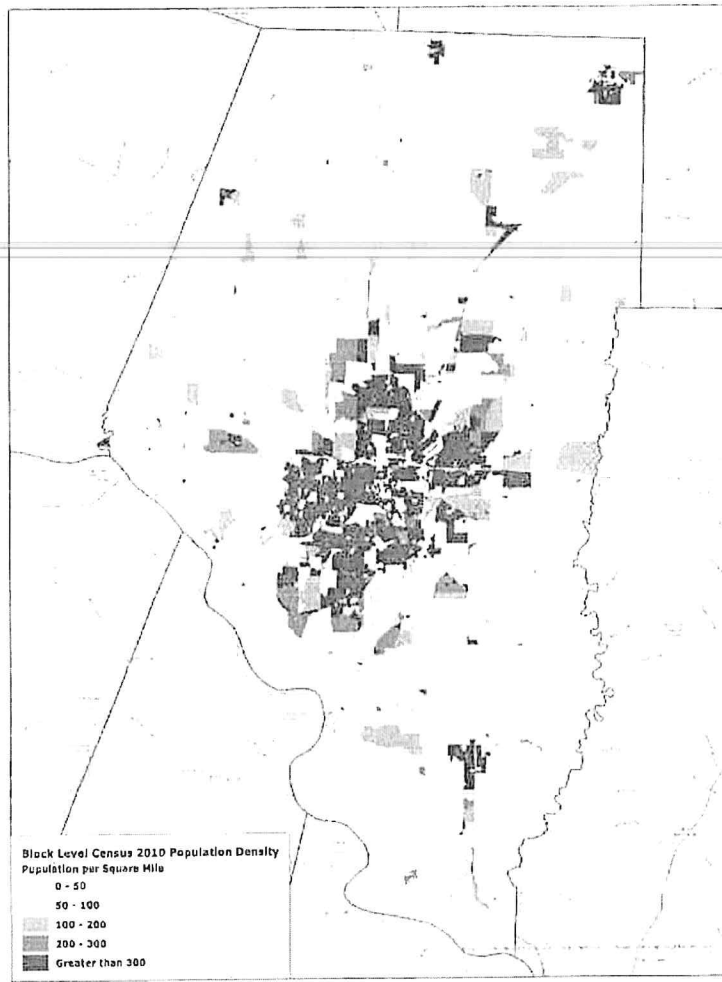 Block Level Census 2010 Population Density
Population per Square Mile
0 - 50
50 - 100
100 - 200
200 - 300
Greater than 300